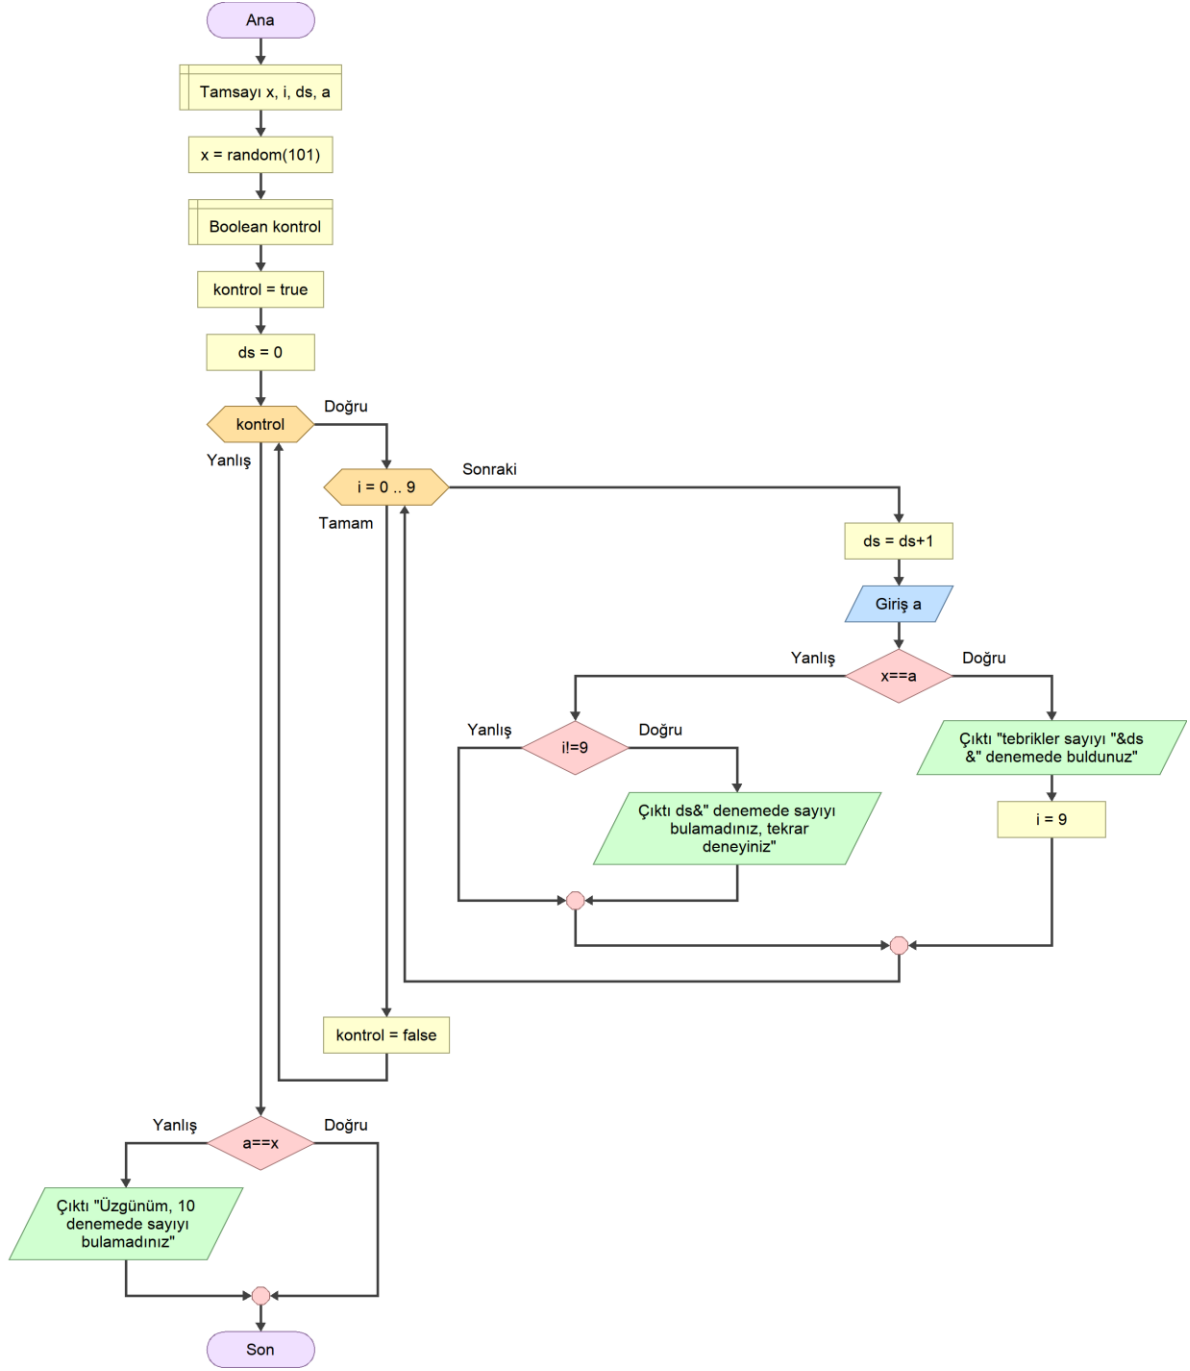 Ana
Tamsayı x, i, ds, a
x = random(101)
Boolean kontrol
kontrol = true
ds = 0
kontrol
Doğru
Yanlış
i = 0 .. 9
Sonraki
Tamam
ds = ds+1
Giriş a
x==a
Yanlış
Doğru
i!=9
Yanlış
Doğru
Çıktı "tebrikler sayıyı "&ds
&" denemede buldunuz"
Çıktı ds&" denemede sayıyı
bulamadınız, tekrar
deneyiniz"
i = 9
kontrol = false
a==x
Yanlış
Doğru
Çıktı "Üzgünüm, 10
denemede sayıyı
bulamadınız"
Son